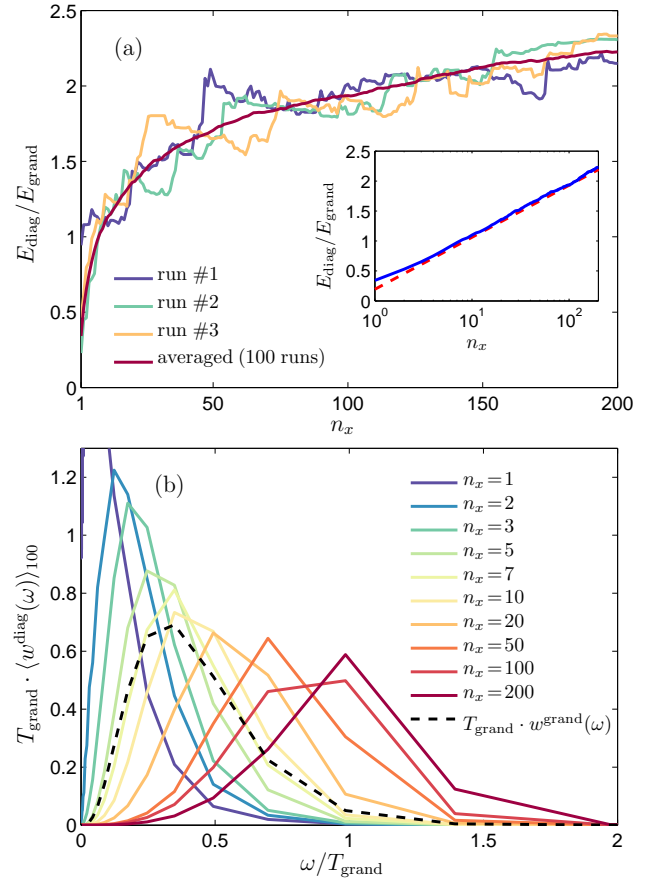 2.5
(a)
2
1.5
1
0.5
0
E_diag/E_grand
run #1
run #2
run #3
averaged (100 runs)
2.5
2
1.5
1
0.5
0
E_diag/E_grand
10^0 10^1 10^2
n_x
1 50 100 150 200
n_x
1.2
(b)
1
0.8
0.6
0.4
0.2
0
T_grand · ⟨w^diag(ω)⟩_100
n_x=1
n_x=2
n_x=3
n_x=5
n_x=7
n_x=10
n_x=20
n_x=50
n_x=100
n_x=200
T_grand · w^grand(ω)
0 0.5 1 1.5 2
ω/T_grand